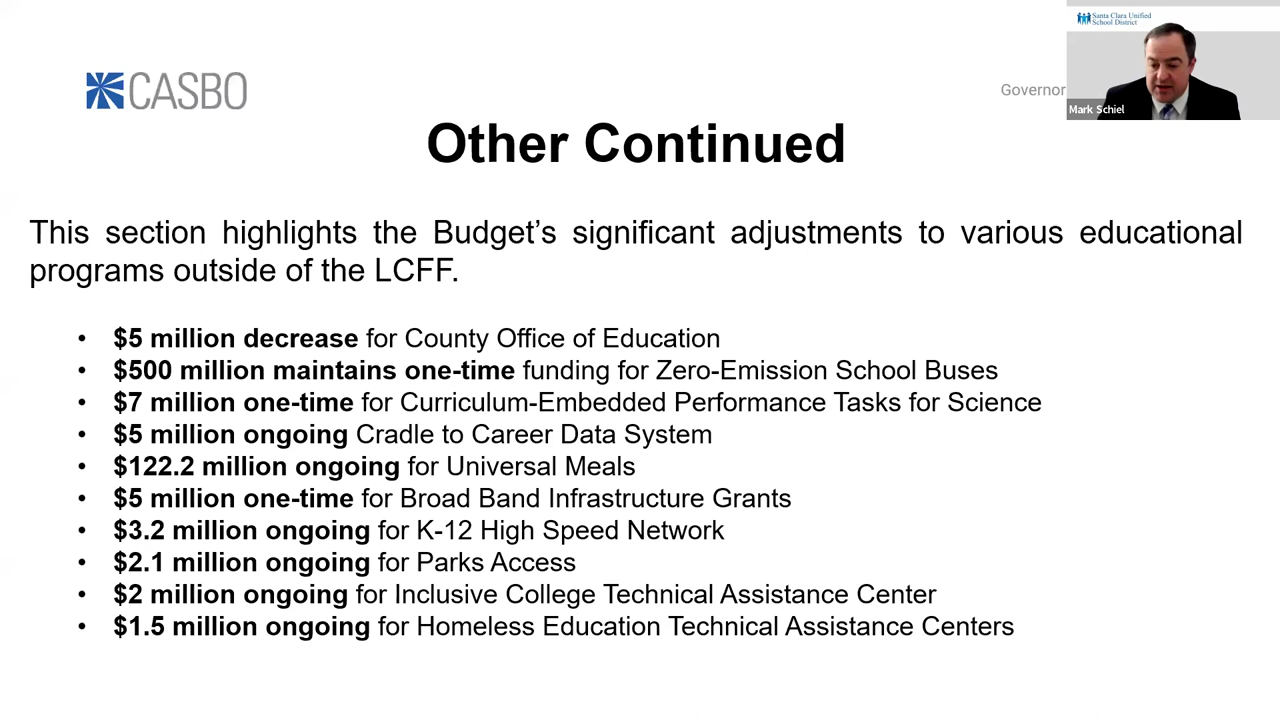 Santa Clara Unified
School District
CASBO
Governor
Mark Schiel
Other Continued
This section highlights the Budget’s significant adjustments to various educational
programs outside of the LCFF.
• $5 million decrease for County Office of Education
• $500 million maintains one-time funding for Zero-Emission School Buses
• $7 million one-time for Curriculum-Embedded Performance Tasks for Science
• $5 million ongoing Cradle to Career Data System
• $122.2 million ongoing for Universal Meals
• $5 million one-time for Broad Band Infrastructure Grants
• $3.2 million ongoing for K-12 High Speed Network
• $2.1 million ongoing for Parks Access
• $2 million ongoing for Inclusive College Technical Assistance Center
• $1.5 million ongoing for Homeless Education Technical Assistance Centers